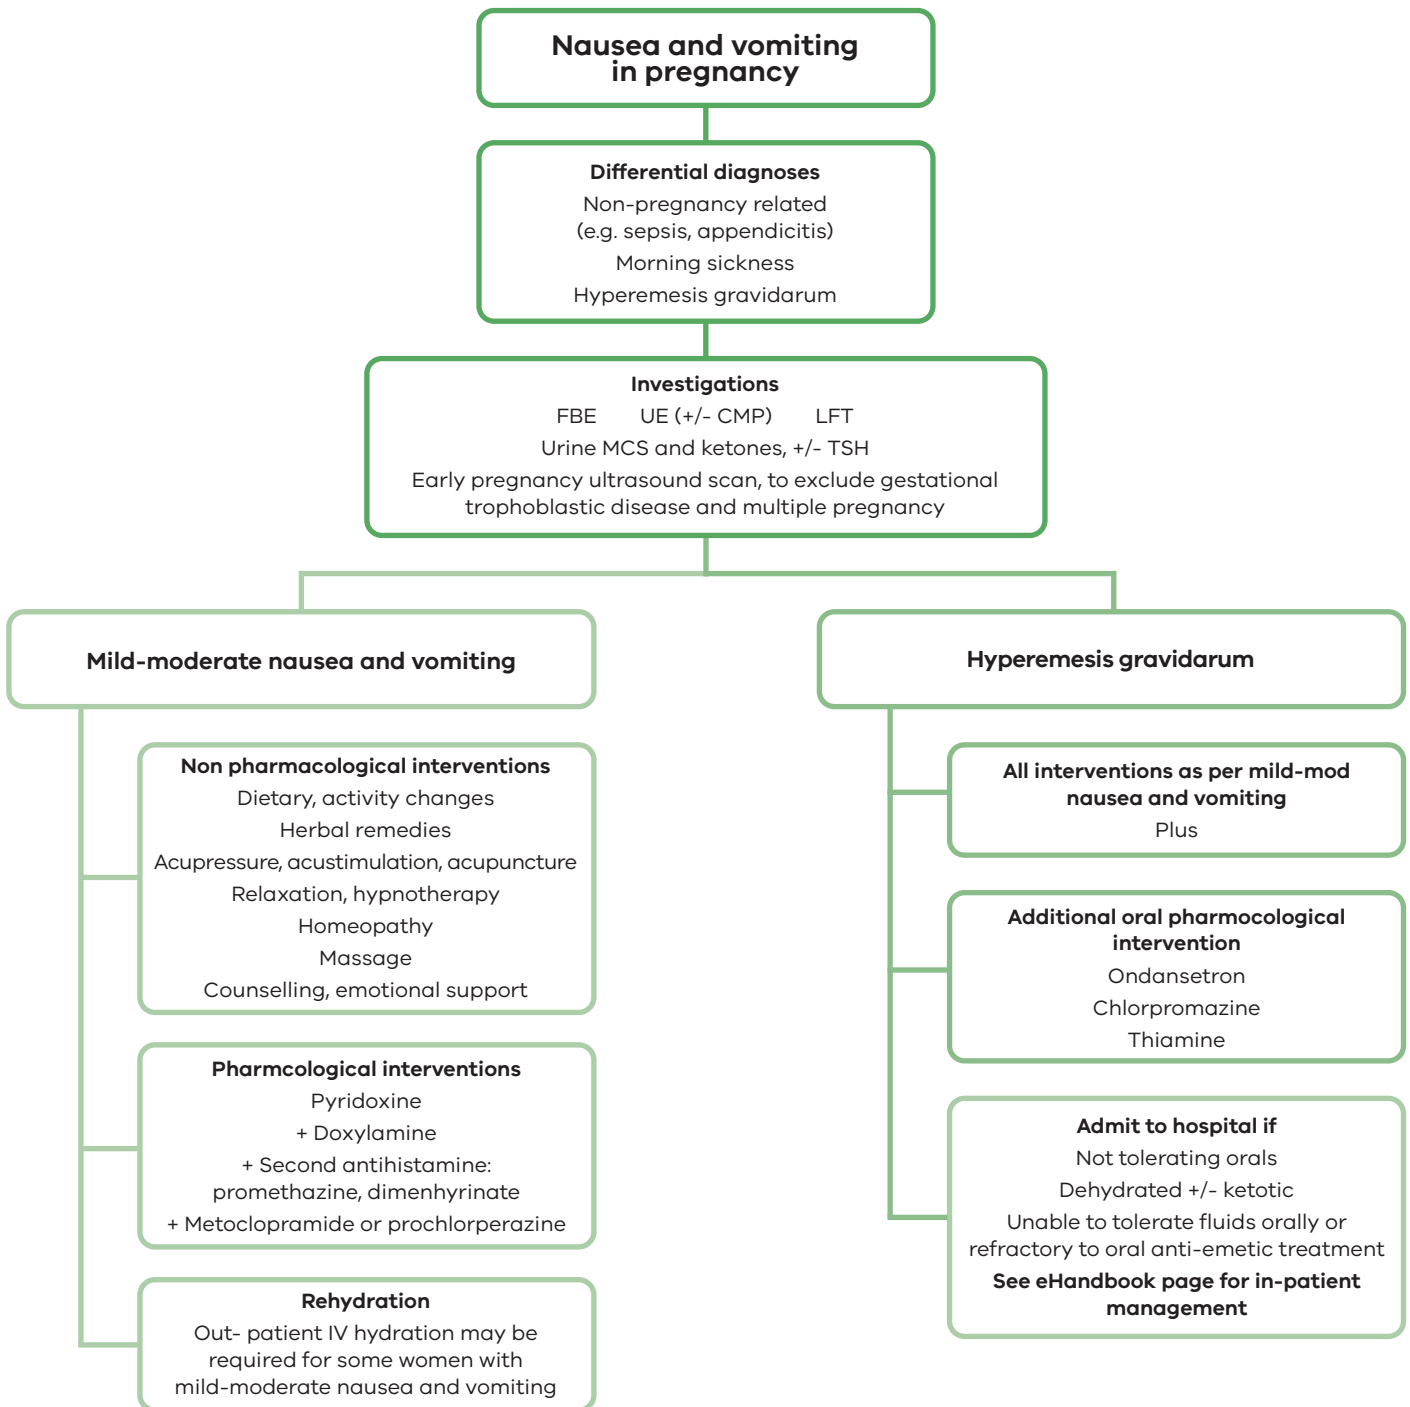 Nausea and vomiting
in pregnancy
Differential diagnoses
Non-pregnancy related
(e.g. sepsis, appendicitis)
Morning sickness
Hyperemesis gravidarum
Investigations
FBE UE (+/- CMP) LFT
Urine MCS and ketones, +/- TSH
Early pregnancy ultrasound scan, to exclude gestational
trophoblastic disease and multiple pregnancy
Mild-moderate nausea and vomiting
Non pharmacological interventions
Dietary, activity changes
Herbal remedies
Acupressure, acustimulation, acupuncture
Relaxation, hypnotherapy
Homeopathy
Massage
Counselling, emotional support
Pharmcological interventions
Pyridoxine
+ Doxylamine
+ Second antihistamine:
promethazine, dimenhyrinate
+ Metoclopramide or prochlorperazine
Rehydration
Out- patient IV hydration may be
required for some women with
mild-moderate nausea and vomiting
Hyperemesis gravidarum
All interventions as per mild-mod
nausea and vomiting
Plus
Additional oral pharmocological
intervention
Ondansetron
Chlorpromazine
Thiamine
Admit to hospital if
Not tolerating orals
Dehydrated +/- ketotic
Unable to tolerate fluids orally or
refractory to oral anti-emetic treatment
See eHandbook page for in-patient
management